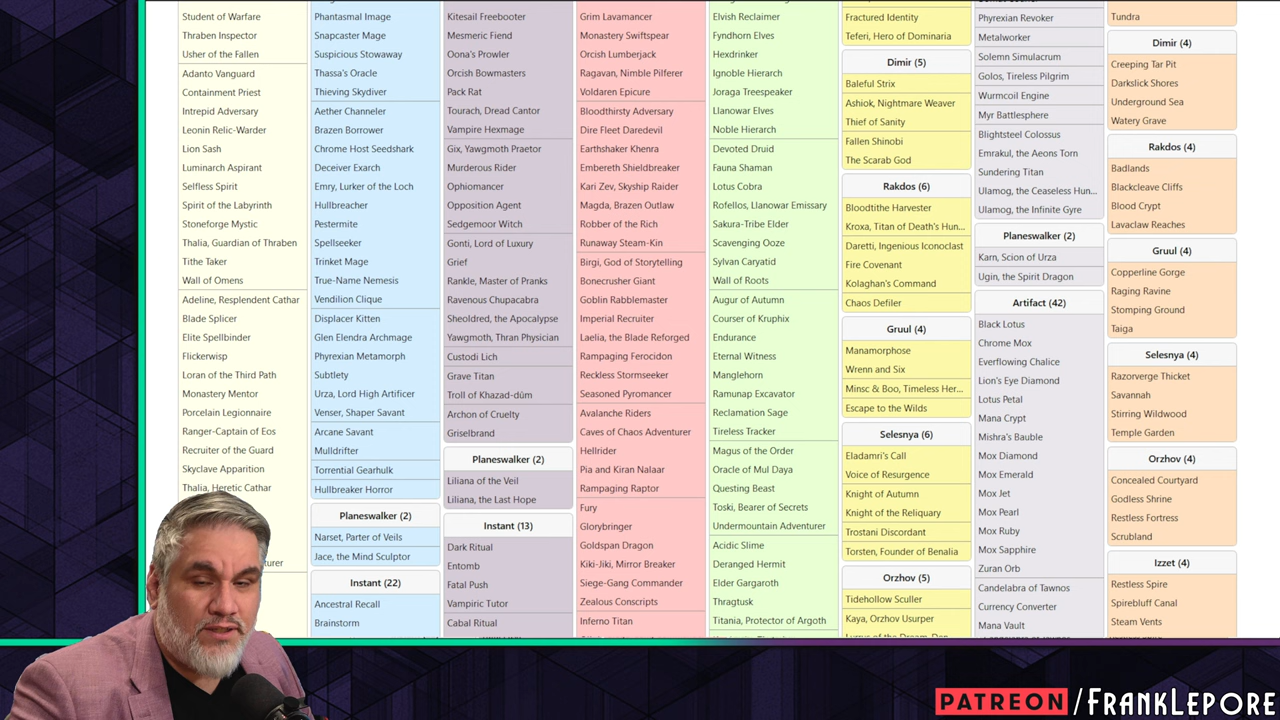 Student of Warfare
Thraben Inspector
Usher of the Fallen
Adanto Vanguard
Containment Priest
Intrepid Adversary
Leonin Relic-Warder
Lion Sash
Luminarch Aspirant
Selfless Spirit
Spirit of the Labyrinth
Stoneforge Mystic
Thalia, Guardian of Thraben
Tithe Taker
Wall of Omens
Adeline, Resplendent Cathar
Blade Splicer
Elite Spellbinder
Flickerwisp
Loran of the Third Path
Monastery Mentor
Porcelain Legionnaire
Ranger-Captain of Eos
Recruiter of the Guard
Skyclave Apparition
Thalia, Heretic Cathar
Phantasmal Image
Snapcaster Mage
Suspicious Stowaway
Thassa's Oracle
Thieving Skydiver
Aether Channeler
Brazen Borrower
Chrome Host Seedshark
Deceiver Exarch
Emry, Lurker of the Loch
Hullbreacher
Pestermite
Spellseeker
Trinket Mage
True-Name Nemesis
Vendilion Clique
Displacer Kitten
Glen Elendra Archmage
Phyrexian Metamorph
Subtlety
Urza, Lord High Artificer
Venser, Shaper Savant
Arcane Savant
Mulldrifter
Torrential Gearhulk
Hullbreaker Horror
Planeswalker (2)
Narset, Parter of Veils
Jace, the Mind Sculptor
Instant (22)
Ancestral Recall
Brainstorm
Kitesail Freebooter
Mesmeric Fiend
Oona's Prowler
Orcish Bowmasters
Pack Rat
Tourach, Dread Cantor
Vampire Hexmage
Gix, Yawgmoth Praetor
Murderous Rider
Ophiomancer
Opposition Agent
Sedgemoor Witch
Gonti, Lord of Luxury
Grief
Rankle, Master of Pranks
Ravenous Chupacabra
Sheoldred, the Apocalypse
Yawgmoth, Thran Physician
Custodi Lich
Grave Titan
Troll of Khazad-dûm
Archon of Cruelty
Griselbrand
Planeswalker (2)
Liliana of the Veil
Liliana, the Last Hope
Instant (13)
Dark Ritual
Entomb
Fatal Push
Vampiric Tutor
Cabal Ritual
Grim Lavamancer
Monastery Swiftspear
Orcish Lumberjack
Ragavan, Nimble Pilferer
Voldaren Epicure
Bloodthirsty Adversary
Dire Fleet Daredevil
Earthshaker Khenra
Embereth Shieldbreaker
Kari Zev, Skyship Raider
Magda, Brazen Outlaw
Robber of the Rich
Runaway Steam-Kin
Birgi, God of Storytelling
Bonecrusher Giant
Goblin Rabblemaster
Imperial Recruiter
Laelia, the Blade Reforged
Rampaging Ferocidon
Reckless Stormseeker
Seasoned Pyromancer
Avalanche Riders
Caves of Chaos Adventurer
Hellrider
Pia and Kiran Nalaar
Rampaging Raptor
Fury
Glorybringer
Goldspan Dragon
Kiki-Jiki, Mirror Breaker
Siege-Gang Commander
Zealous Conscripts
Inferno Titan
Elvish Reclaimer
Fyndhorn Elves
Hexdrinker
Ignoble Hierarch
Joraga Treespeaker
Llanowar Elves
Noble Hierarch
Devoted Druid
Fauna Shaman
Lotus Cobra
Rofellos, Llanowar Emissary
Sakura-Tribe Elder
Scavenging Ooze
Sylvan Caryatid
Wall of Roots
Augur of Autumn
Courser of Kruphix
Endurance
Eternal Witness
Manglehorn
Ramunap Excavator
Reclamation Sage
Tireless Tracker
Magus of the Order
Oracle of Mul Daya
Questing Beast
Toski, Bearer of Secrets
Undermountain Adventurer
Acidic Slime
Deranged Hermit
Elder Gargaroth
Thragtusk
Titania, Protector of Argoth
Fractured Identity
Teferi, Hero of Dominaria
Dimir (5)
Baleful Strix
Ashiok, Nightmare Weaver
Thief of Sanity
Fallen Shinobi
The Scarab God
Rakdos (6)
Bloodtithe Harvester
Kroxa, Titan of Death's Hun...
Daretti, Ingenious Iconoclast
Fire Covenant
Kolaghan's Command
Chaos Defiler
Gruul (4)
Manamorphose
Wrenn and Six
Minsc & Boo, Timeless Her...
Escape to the Wilds
Selesnya (6)
Eladamri's Call
Voice of Resurgence
Knight of Autumn
Knight of the Reliquary
Trostani Discordant
Torsten, Founder of Benalia
Orzhov (5)
Tidehollow Sculler
Kaya, Orzhov Usurper
Phyrexian Revoker
Metalworker
Solemn Simulacrum
Golos, Tireless Pilgrim
Wurmcoil Engine
Myr Battlesphere
Blightsteel Colossus
Emrakul, the Aeons Torn
Sundering Titan
Ulamog, the Ceaseless Hun...
Ulamog, the Infinite Gyre
Planeswalker (2)
Karn, Scion of Urza
Ugin, the Spirit Dragon
Artifact (42)
Black Lotus
Chrome Mox
Everflowing Chalice
Lion's Eye Diamond
Lotus Petal
Mana Crypt
Mishra's Bauble
Mox Diamond
Mox Emerald
Mox Jet
Mox Pearl
Mox Ruby
Mox Sapphire
Zuran Orb
Candelabra of Tawnos
Currency Converter
Mana Vault
Tundra
Dimir (4)
Creeping Tar Pit
Darkslick Shores
Underground Sea
Watery Grave
Rakdos (4)
Badlands
Blackcleave Cliffs
Blood Crypt
Lavaclaw Reaches
Gruul (4)
Copperline Gorge
Raging Ravine
Stomping Ground
Taiga
Selesnya (4)
Razorverge Thicket
Savannah
Stirring Wildwood
Temple Garden
Orzhov (4)
Concealed Courtyard
Godless Shrine
Restless Fortress
Scrubland
Izzet (4)
Restless Spire
Spirebluff Canal
Steam Vents
PATREON/FRANKLEPORE